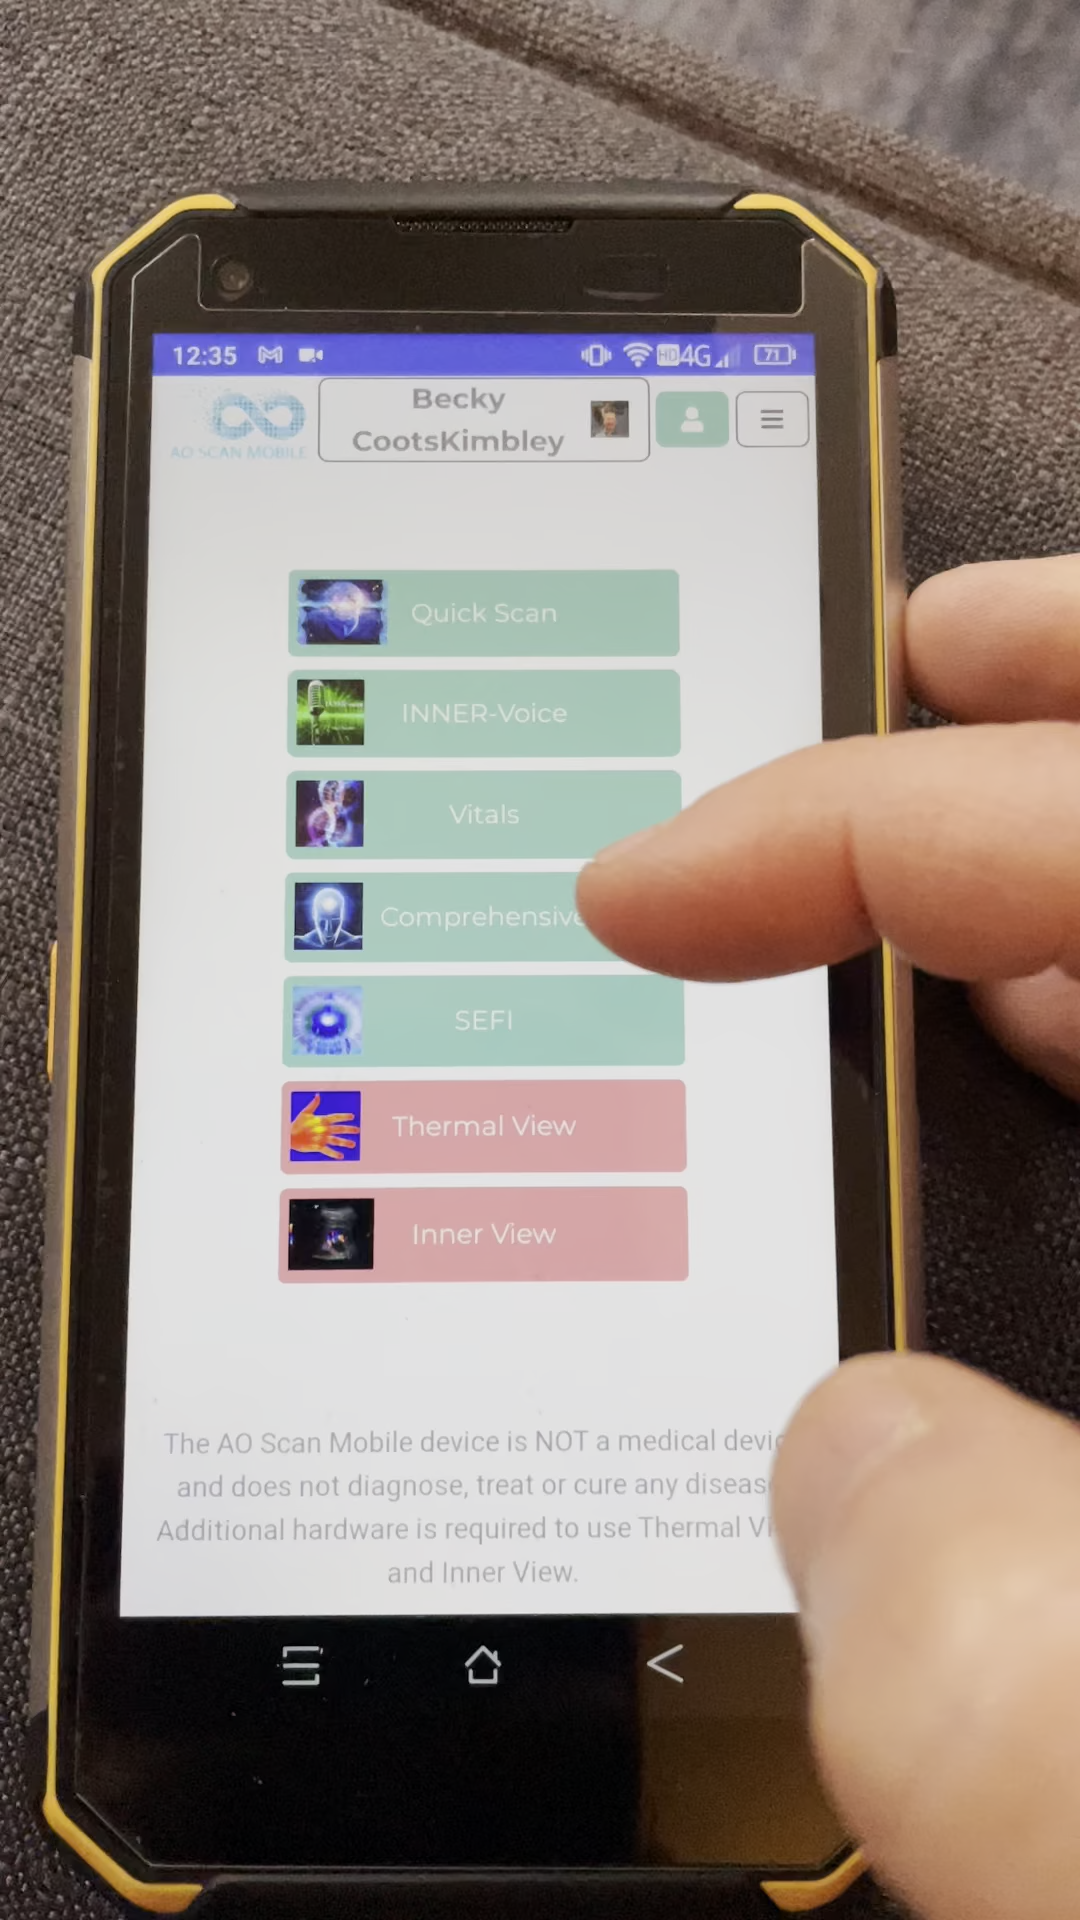 12:35 HD 4G 71
Becky
CootsKimbley
AO SCAN MOBILE
Quick Scan
INNER-Voice
Vitals
Comprehensive
SEFI
Thermal View
Inner View
The AO Scan Mobile device is NOT a medical devic
and does not diagnose, treat or cure any diseas
Additional hardware is required to use Thermal Vi
and Inner View.